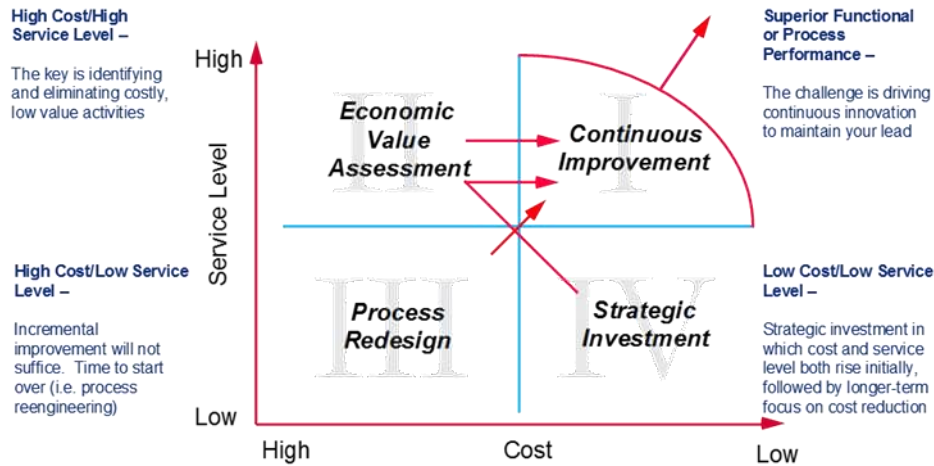 High Cost/High
Service Level –
The key is identifying
and eliminating costly,
low value activities
High Cost/Low Service
Level –
Incremental
improvement will not
suffice. Time to start
over (i.e. process
reengineering)
Service Level
High
Low
II
Economic
Value
Assessment
I
Continuous
Improvement
III
Process
Redesign
IV
Strategic
Investment
High
Cost
Low
Superior Functional
or Process
Performance –
The challenge is driving
continuous innovation
to maintain your lead
Low Cost/Low Service
Level –
Strategic investment in
which cost and service
level both rise initially,
followed by longer-term
focus on cost reduction